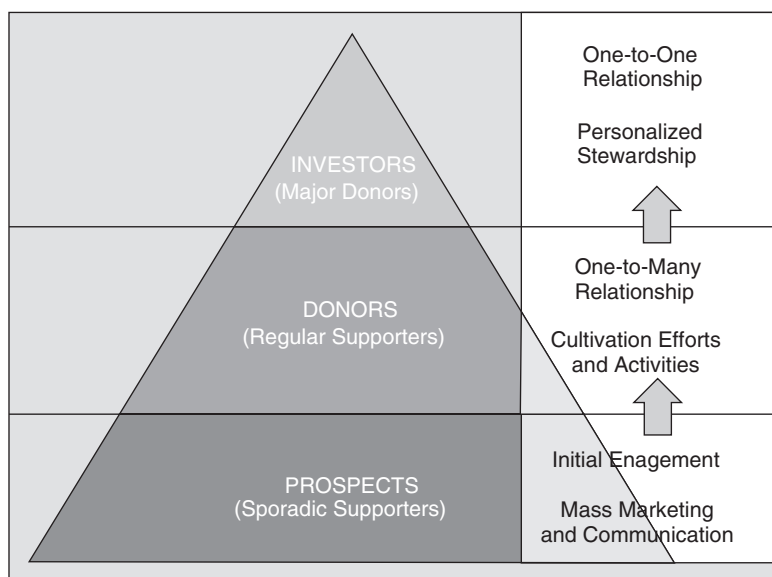 INVESTORS
(Major Donors)
One-to-One
Relationship
Personalized
Stewardship
DONORS
(Regular Supporters)
One-to-Many
Relationship
Cultivation Efforts
and Activities
PROSPECTS
(Sporadic Supporters)
Initial Enagement
Mass Marketing
and Communication